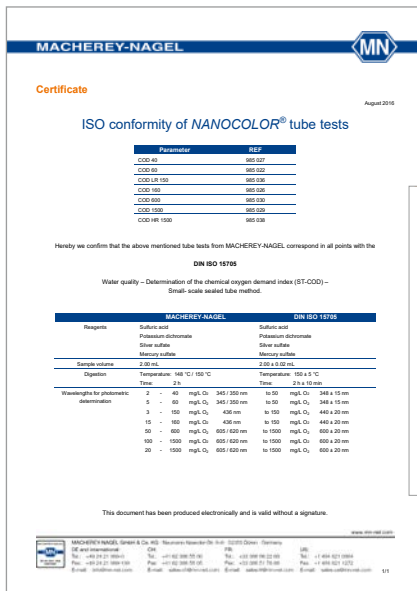 MACHEREY-NAGEL
MN
Certificate
August 2016
ISO conformity of NANOCOLOR® tube tests
Parameter REF
COD 40 985 027
COD 60 985 022
COD LR 150 985 036
COD 160 985 026
COD 600 985 030
COD 1500 985 029
COD HR 1500 985 038
Hereby we confirm that the above mentioned tube tests from MACHEREY-NAGEL correspond in all points with the
DIN ISO 15705
Water quality – Determination of the chemical oxygen demand index (ST-COD) –
Small- scale sealed tube method.
MACHEREY-NAGEL DIN ISO 15705
Reagents Sulfuric acid Sulfuric acid
Potassium dichromate Potassium dichromate
Silver sulfate Silver sulfate
Mercury sulfate Mercury sulfate
Sample volume 2.00 mL 2.00 ± 0.02 mL
Digestion Temperature: 148 °C / 150 °C Temperature: 150 ± 5 °C
Time: 2 h Time: 2 h ± 10 min
Wavelengths for photometric 2 - 40 mg/L O₂ 345 / 350 nm to 50 mg/L O₂ 348 ± 15 nm
determination 5 - 60 mg/L O₂ 345 / 350 nm to 50 mg/L O₂ 348 ± 15 nm
3 - 150 mg/L O₂ 436 nm to 150 mg/L O₂ 440 ± 20 nm
15 - 160 mg/L O₂ 436 nm to 150 mg/L O₂ 440 ± 20 nm
50 - 600 mg/L O₂ 605 / 620 nm to 1500 mg/L O₂ 600 ± 20 nm
100 - 1500 mg/L O₂ 605 / 620 nm to 1500 mg/L O₂ 600 ± 20 nm
20 - 1500 mg/L O₂ 605 / 620 nm to 1500 mg/L O₂ 600 ± 20 nm
This document has been produced electronically and is valid without a signature.
www.mn-net.com
MACHEREY-NAGEL GmbH & Co. KG
DE and international: CH: FR: US:
1/1